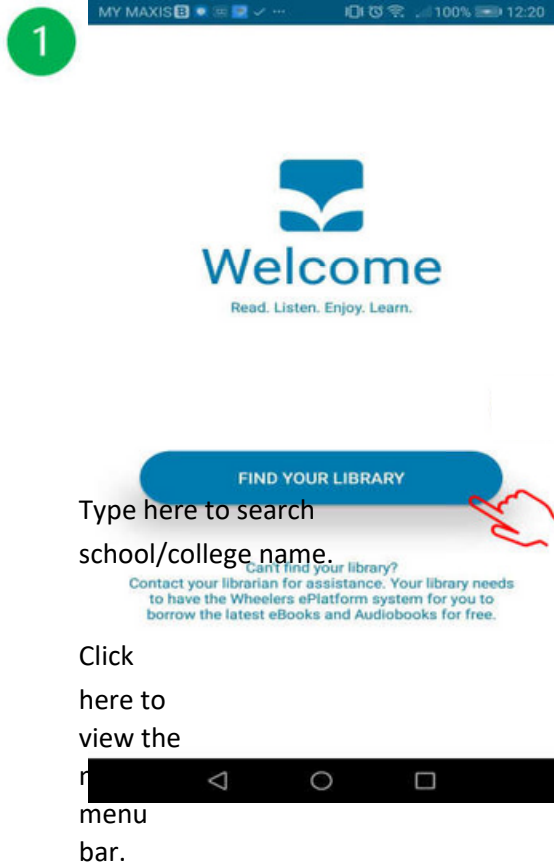 1
MY MAXIS B ... 100% 12:20
Welcome
Read. Listen. Enjoy. Learn.
FIND YOUR LIBRARY
Type here to search
school/college name.
Can't find your library?
Contact your librarian for assistance. Your library needs
to have the Wheelers ePlatform system for you to
borrow the latest eBooks and Audiobooks for free.
Click
here to
view the
menu
bar.